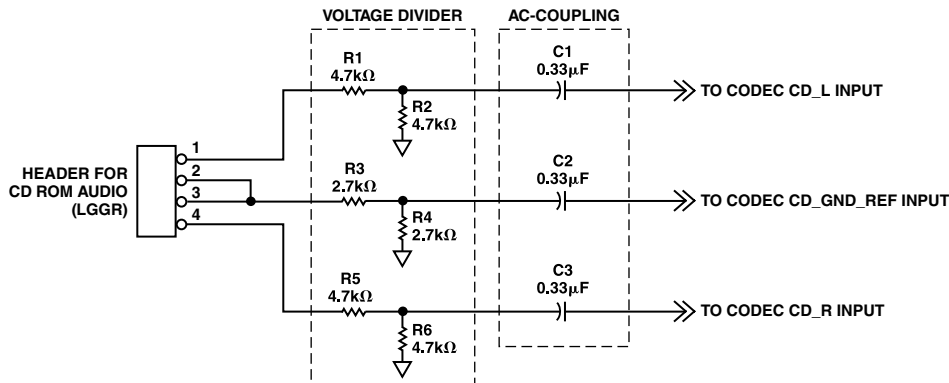 VOLTAGE DIVIDER
AC-COUPLING
R1
4.7kΩ
C1
0.33μF
TO CODEC CD_L INPUT
R2
4.7kΩ
HEADER FOR
CD ROM AUDIO
(LGGR)
1
2
3
4
R3
2.7kΩ
C2
0.33μF
TO CODEC CD_GND_REF INPUT
R4
2.7kΩ
R5
4.7kΩ
C3
0.33μF
TO CODEC CD_R INPUT
R6
4.7kΩ